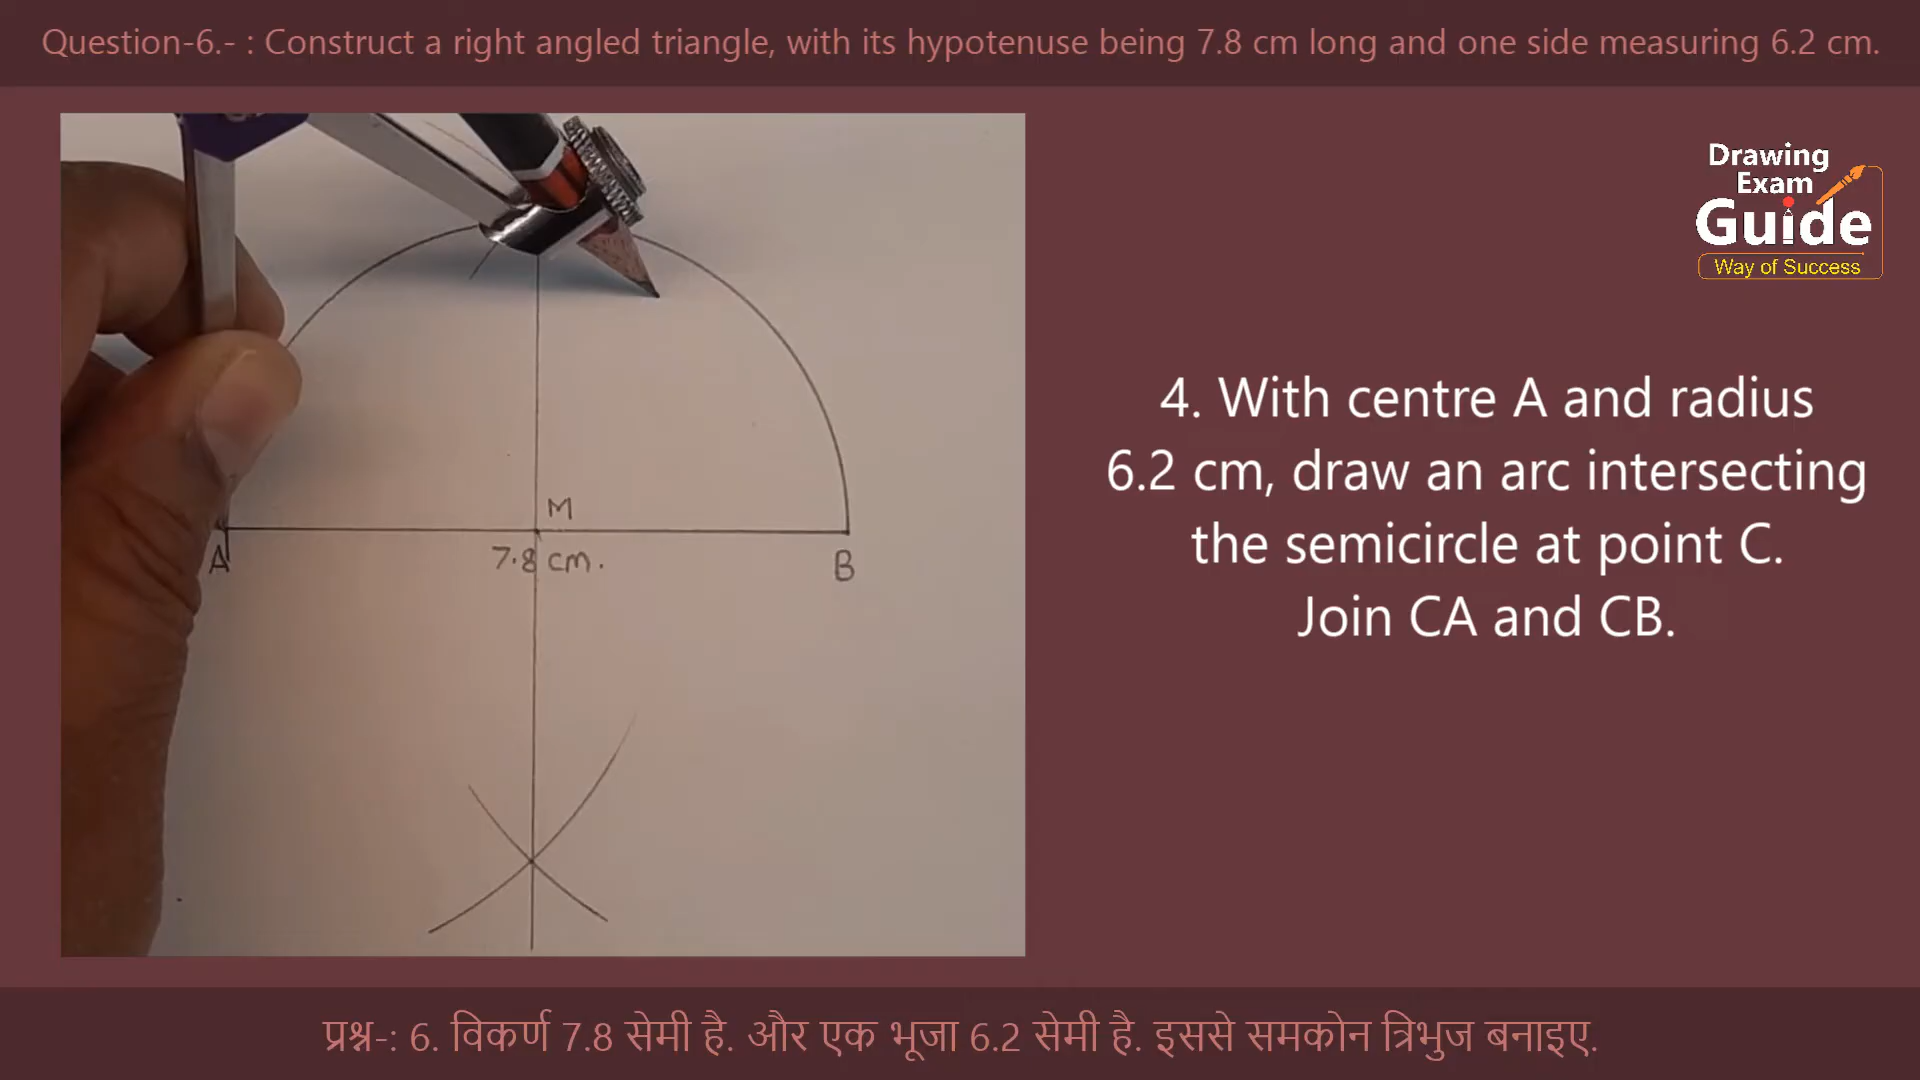 Question-6.- : Construct a right angled triangle, with its hypotenuse being 7.8 cm long and one side measuring 6.2 cm.
Drawing
Exam
Guide
Way of Success
4. With centre A and radius
6.2 cm, draw an arc intersecting
the semicircle at point C.
Join CA and CB.
M
A
7.8 cm.
B
प्रश्न-: 6. विकर्ण 7.8 सेमी है. और एक भूजा 6.2 सेमी है. इससे समकोन त्रिभुज बनाइए.